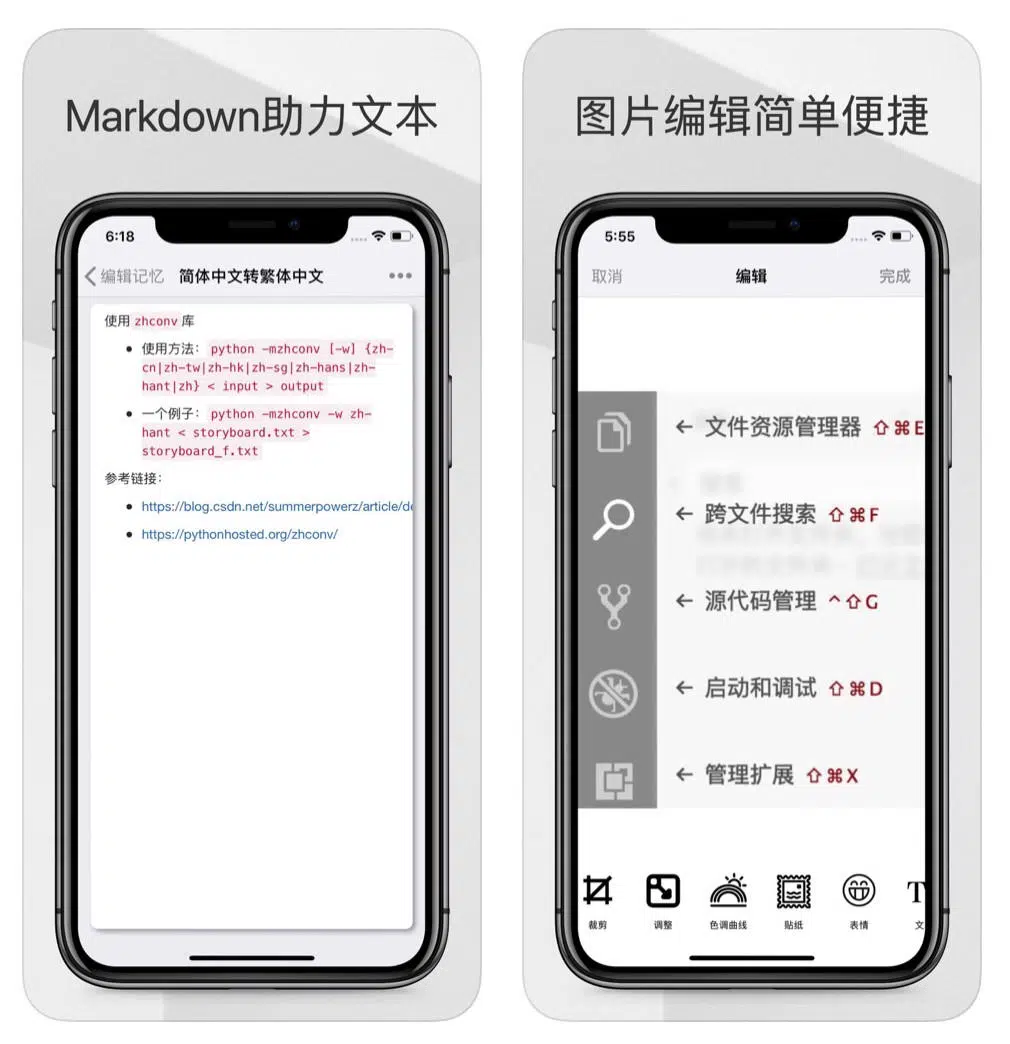 Markdown助力文本
6:18
编辑记忆 简体中文转繁体中文
使用 zhconv 库
使用方法： python -mzhconv [-w] {zh-
cn|zh-tw|zh-hk|zh-sg|zh-hans|zh-
hant|zh} < input > output
一个例子： python -mzhconv -w zh-
hant < storyboard.txt >
storyboard_f.txt
参考链接：
https://blog.csdn.net/summerpowerz/article/de
https://pythonhosted.org/zhconv/
图片编辑简单便捷
5:55
取消 编辑 完成
← 文件资源管理器 ⇧⌘E
← 跨文件搜索 ⇧⌘F
← 源代码管理 ^⇧G
← 启动和调试 ⇧⌘D
← 管理扩展 ⇧⌘X
裁剪 调整 色调曲线 贴纸 表情 文